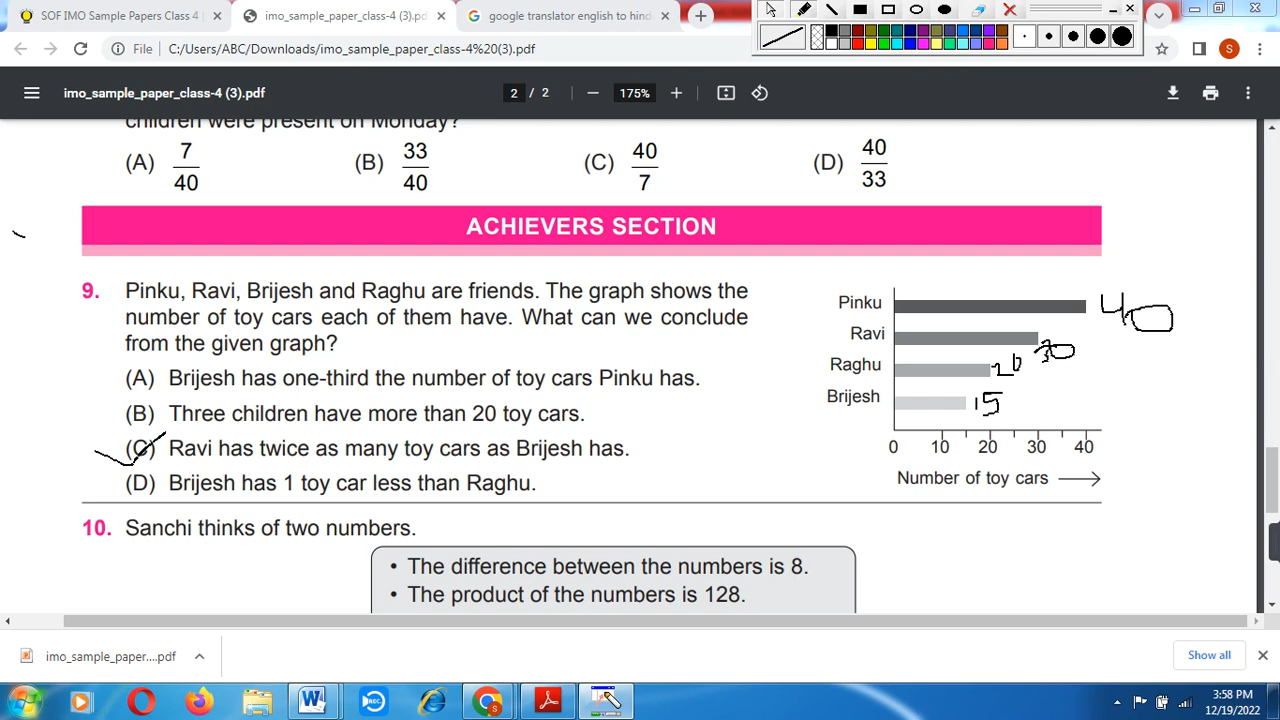 SOF IMO Sample Paper Class-4
imo_sample_paper_class-4 (3).pdf
google translator english to hind
File C:/Users/ABC/Downloads/imo_sample_paper_class-4%20(3).pdf
S
imo_sample_paper_class-4 (3).pdf
2 / 2
175%
children were present on Monday?
(A) 7/40 (B) 33/40 (C) 40/7 (D) 40/33
ACHIEVERS SECTION
9. Pinku, Ravi, Brijesh and Raghu are friends. The graph shows the
number of toy cars each of them have. What can we conclude
from the given graph?
(A) Brijesh has one-third the number of toy cars Pinku has.
(B) Three children have more than 20 toy cars.
(C) Ravi has twice as many toy cars as Brijesh has.
(D) Brijesh has 1 toy car less than Raghu.
Pinku 40
Ravi 30
Raghu 20
Brijesh 15
0 10 20 30 40
Number of toy cars
10. Sanchi thinks of two numbers.
• The difference between the numbers is 8.
• The product of the numbers is 128.
imo_sample_paper....pdf
Show all
REC
3:58 PM
12/19/2022